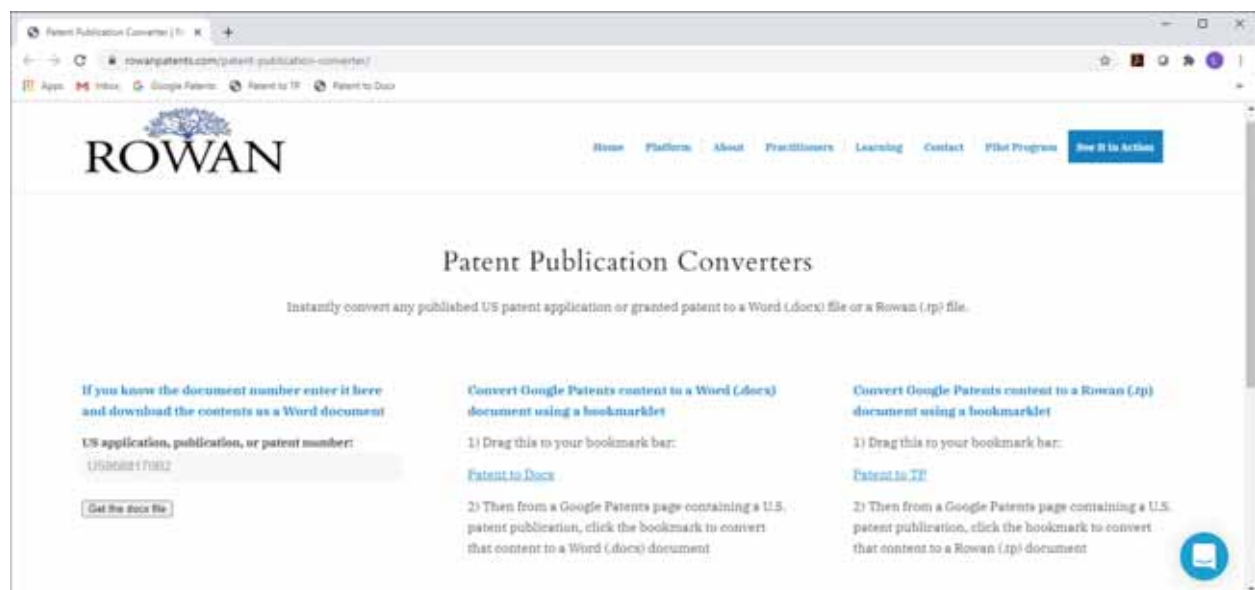 Patent Publication Converter | R
rowanpatents.com/patent-publication-converter/
Apps Inbox Google Patents Patent to TP Patent to Docx
ROWAN
Home Platform About Practitioners Learning Contact Pilot Program See It in Action
Patent Publication Converters
Instantly convert any published US patent application or granted patent to a Word (.docx) file or a Rowan (.rp) file.
If you know the document number enter it here
and download the contents as a Word document
US application, publication, or patent number:
Get the docx file
Convert Google Patents content to a Word (.docx)
document using a bookmarklet
1) Drag this to your bookmark bar:
Patent to Docx
2) Then from a Google Patents page containing a U.S.
patent publication, click the bookmark to convert
that content to a Word (.docx) document
Convert Google Patents content to a Rowan (.rp)
document using a bookmarklet
1) Drag this to your bookmark bar:
Patent to TP
2) Then from a Google Patents page containing a U.S.
patent publication, click the bookmark to convert
that content to a Rowan (.rp) document